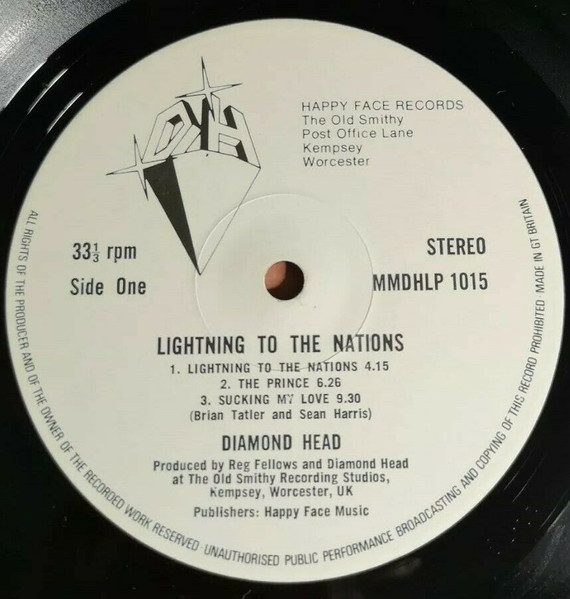 DH
HAPPY FACE RECORDS
The Old Smithy
Post Office Lane
Kempsey
Worcester
33⅓ rpm
STEREO
Side One
MMDHLP 1015
LIGHTNING TO THE NATIONS
1. LIGHTNING TO THE NATIONS 4.15
2. THE PRINCE 6.26
3. SUCKING MY LOVE 9.30
(Brian Tatler and Sean Harris)
DIAMOND HEAD
Produced by Reg Fellows and Diamond Head
at The Old Smithy Recording Studios,
Kempsey, Worcester, UK
Publishers: Happy Face Music
ALL RIGHTS OF THE PRODUCER AND OF THE OWNER OF THE RECORDED WORK RESERVED UNAUTHORISED PUBLIC PERFORMANCE BROADCASTING AND COPYING OF THIS RECORD PROHIBITED MADE IN GT BRITAIN